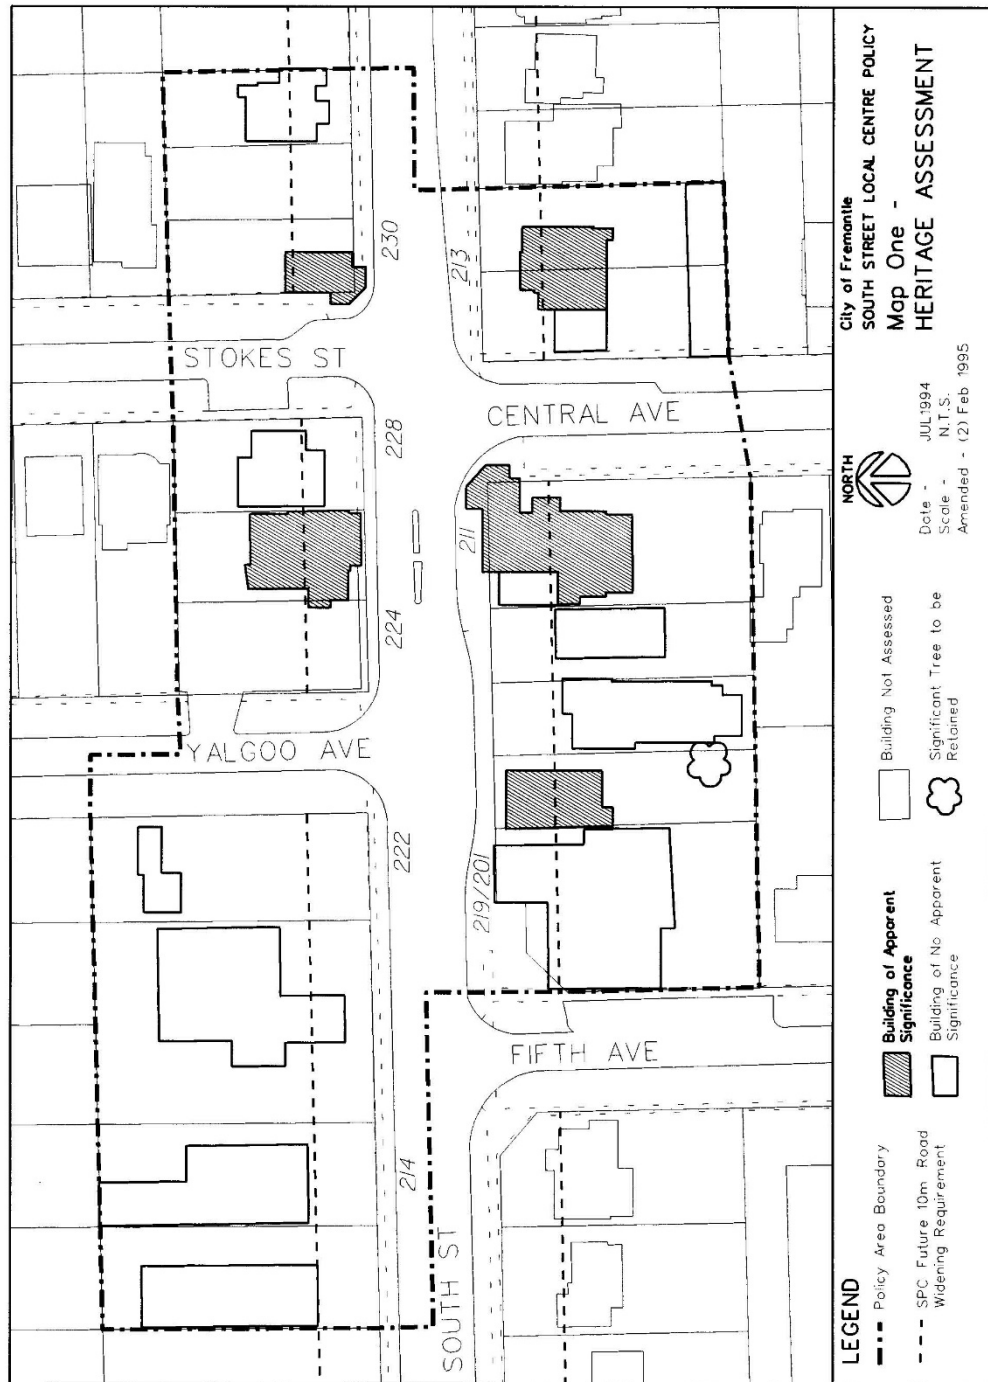 230
213
STOKES ST
CENTRAL AVE
228
211
224
YALGOO AVE
222
219/201
FIFTH AVE
214
SOUTH ST
LEGEND
Policy Area Boundary
SPC Future 10m Road
Widening Requirement
Building of Apparent
Significance
Building of No Apparent
Significance
Building Not Assessed
Significant Tree to be
Retained
NORTH
Date - JUL1994
Scale - N.T.S.
Amended - (2) Feb 1995
City of Fremantle
SOUTH STREET LOCAL CENTRE POLICY
Map One -
HERITAGE ASSESSMENT